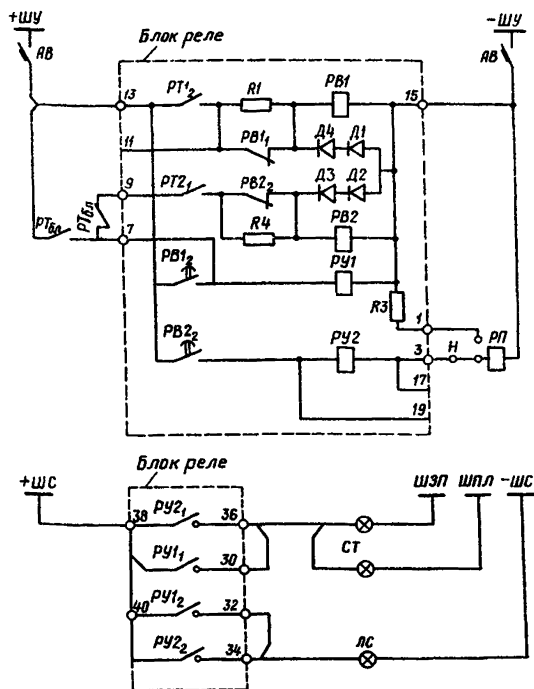 +ШУ
-ШУ
АВ
АВ
Блок реле
13
РТ1₂
R1
РВ1
15
11
РВ1₁
Д4
Д1
9
РТ2₁
РВ2₂
Д3
Д2
РТбл
РТбл
7
R4
РВ2
РВ1₂
РУ1
R3
1
РВ2₂
РУ2
3
Н
РП
17
19
Блок реле
+ШС
ШЗП
ШПЛ
-ШС
38
РУ2₁
36
РУ1₁
30
СТ
40
РУ1₂
32
РУ2₂
34
ЛС